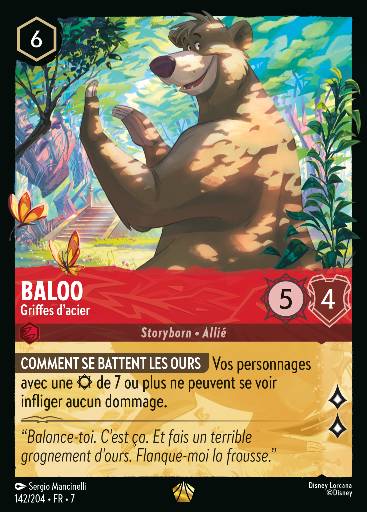 6
BALOO
Griffes d'acier
5
4
Storyborn • Allié
COMMENT SE BATTENT LES OURS Vos personnages
avec une de 7 ou plus ne peuvent se voir
infliger aucun dommage.
“Balance-toi. C'est ça. Et fais un terrible
grognement d'ours. Flanque-moi la frousse.”
Sergio Mancinelli
142/204 • FR • 7
Disney Lorcana
©Disney